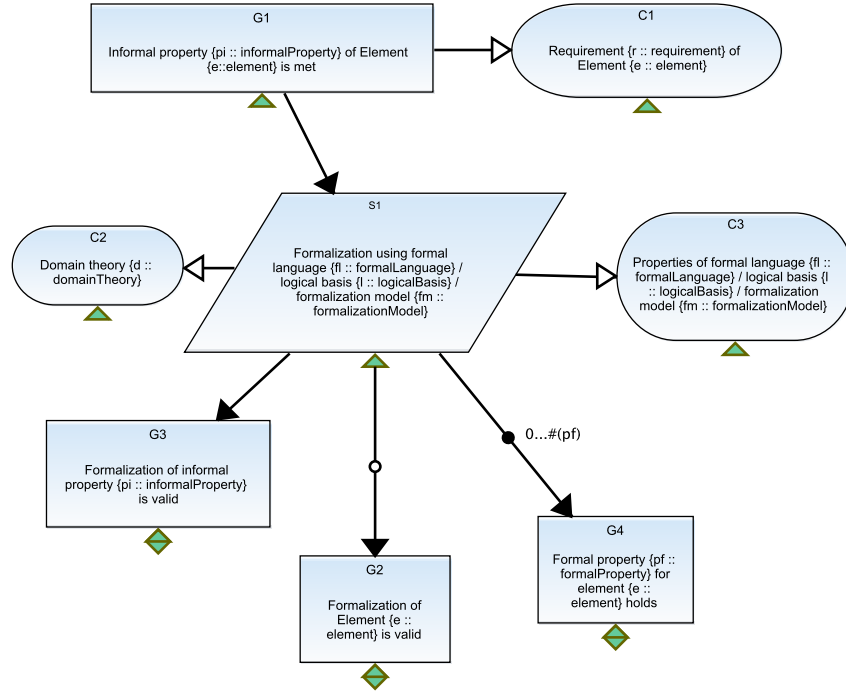 G1
Informal property {pi :: informalProperty} of Element
{e::element} is met
C1
Requirement {r :: requirement} of
Element {e :: element}
S1
Formalization using formal
language {fl :: formalLanguage} /
logical basis {l :: logicalBasis} /
formalization model {fm ::
formalizationModel}
C2
Domain theory {d ::
domainTheory}
C3
Properties of formal language {fl
:: formalLanguage} / logical basis {l
:: logicalBasis} / formalization
model {fm :: formalizationModel}
G3
Formalization of informal
property {pi :: informalProperty}
is valid
0...#(pf)
G2
Formalization of
Element {e ::
element} is valid
G4
Formal property {pf ::
formalProperty} for
element {e ::
element} holds